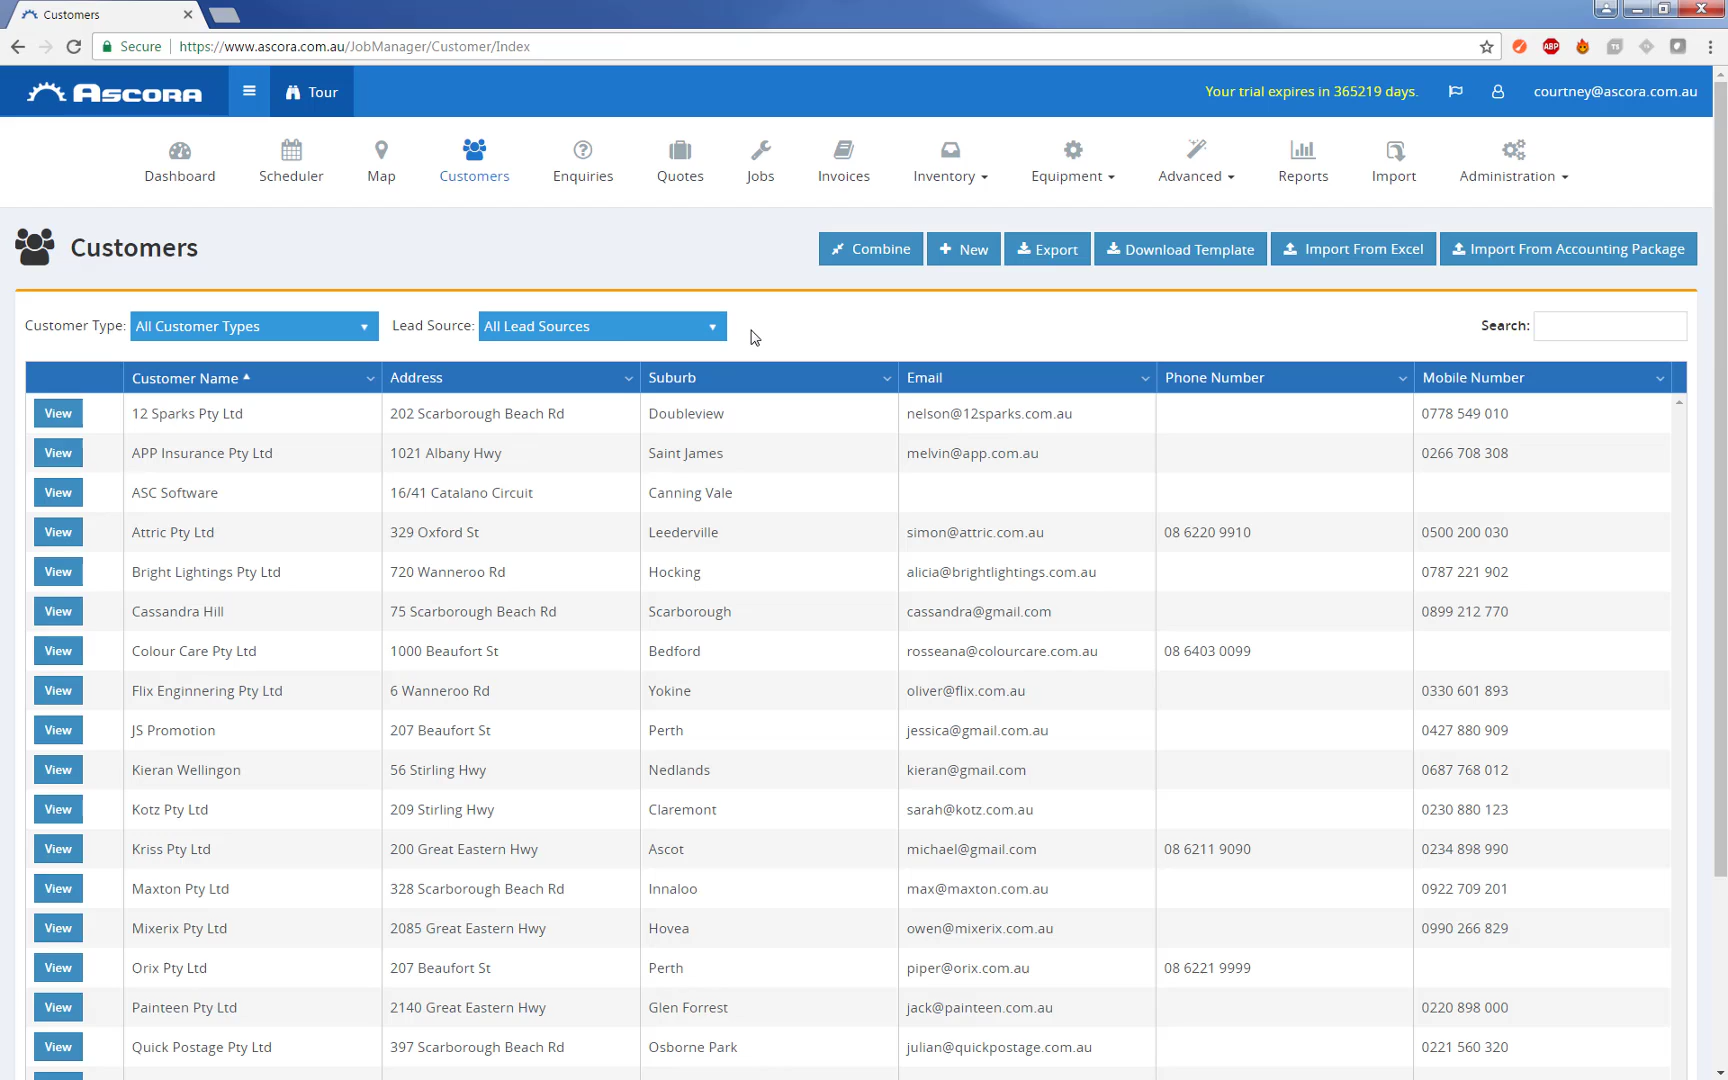 Customers
Secure https://www.ascora.com.au/JobManager/Customer/Index
ABP
ASCORA Tour Your trial expires in 365219 days. courtney@ascora.com.au
Dashboard Scheduler Map Customers Enquiries Quotes Jobs Invoices Inventory Equipment Advanced Reports Import Administration
Customers Combine New Export Download Template Import From Excel Import From Accounting Package
Customer Type: All Customer Types Lead Source: All Lead Sources Search:
Customer Name Address Suburb Email Phone Number Mobile Number
View 12 Sparks Pty Ltd 202 Scarborough Beach Rd Doubleview nelson@12sparks.com.au 0778 549 010
View APP Insurance Pty Ltd 1021 Albany Hwy Saint James melvin@app.com.au 0266 708 308
View ASC Software 16/41 Catalano Circuit Canning Vale
View Attric Pty Ltd 329 Oxford St Leederville simon@attric.com.au 08 6220 9910 0500 200 030
View Bright Lightings Pty Ltd 720 Wanneroo Rd Hocking alicia@brightlightings.com.au 0787 221 902
View Cassandra Hill 75 Scarborough Beach Rd Scarborough cassandra@gmail.com 0899 212 770
View Colour Care Pty Ltd 1000 Beaufort St Bedford rosseana@colourcare.com.au 08 6403 0099
View Flix Enginnering Pty Ltd 6 Wanneroo Rd Yokine oliver@flix.com.au 0330 601 893
View JS Promotion 207 Beaufort St Perth jessica@gmail.com.au 0427 880 909
View Kieran Wellingon 56 Stirling Hwy Nedlands kieran@gmail.com 0687 768 012
View Kotz Pty Ltd 209 Stirling Hwy Claremont sarah@kotz.com.au 0230 880 123
View Kriss Pty Ltd 200 Great Eastern Hwy Ascot michael@gmail.com 08 6211 9090 0234 898 990
View Maxton Pty Ltd 328 Scarborough Beach Rd Innaloo max@maxton.com.au 0922 709 201
View Mixerix Pty Ltd 2085 Great Eastern Hwy Hovea owen@mixerix.com.au 0990 266 829
View Orix Pty Ltd 207 Beaufort St Perth piper@orix.com.au 08 6221 9999
View Painteen Pty Ltd 2140 Great Eastern Hwy Glen Forrest jack@painteen.com.au 0220 898 000
View Quick Postage Pty Ltd 397 Scarborough Beach Rd Osborne Park julian@quickpostage.com.au 0221 560 320